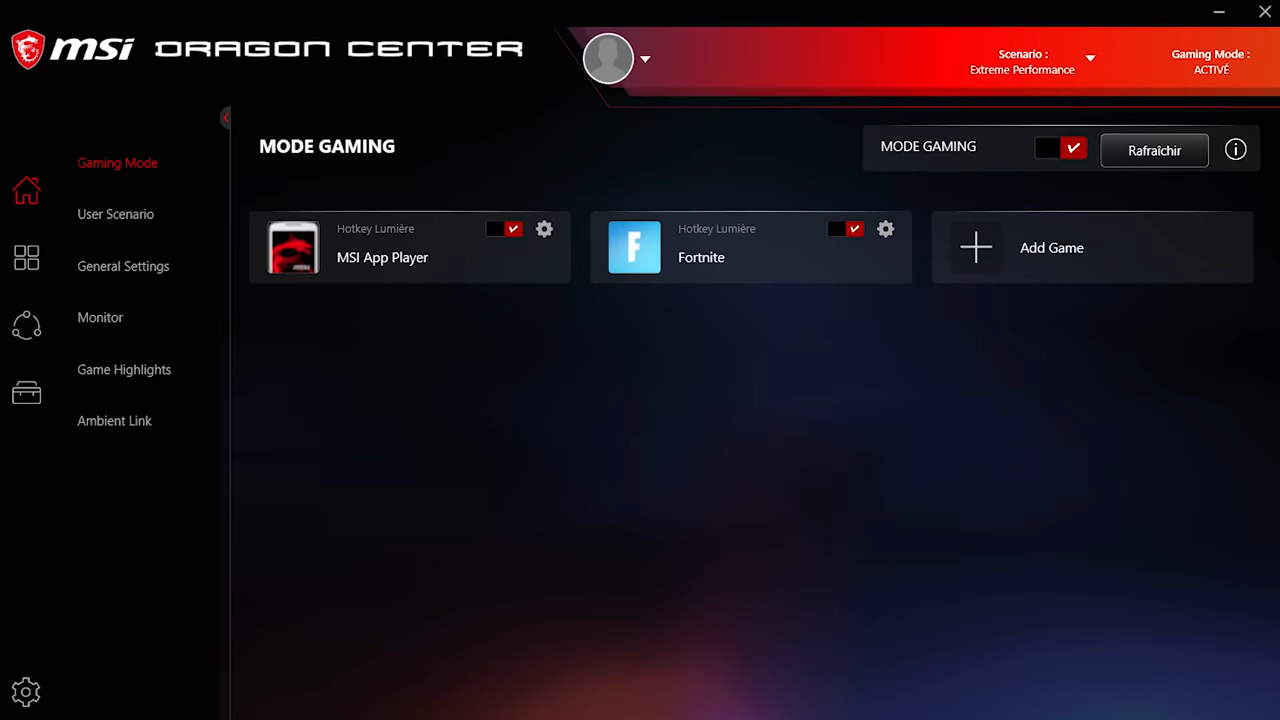 msi DRAGON CENTER
Scenario :
Extreme Performance
Gaming Mode :
ACTIVÉ
Gaming Mode
User Scenario
General Settings
Monitor
Game Highlights
Ambient Link
MODE GAMING
MODE GAMING
Rafraîchir
Hotkey Lumière
MSI App Player
Hotkey Lumière
Fortnite
Add Game